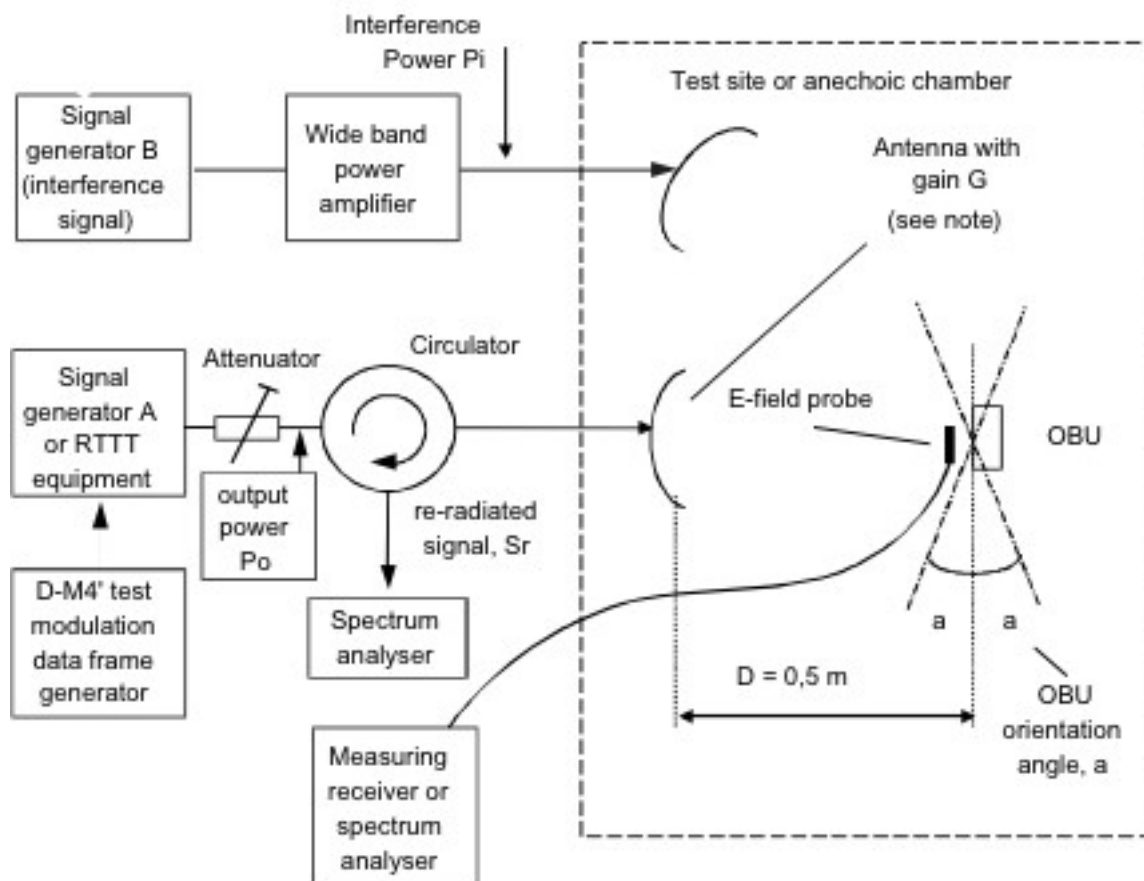 Interference
Power Pi
Test site or anechoic chamber
Signal
generator B
(interference
signal)
Wide band
power
amplifier
Antenna with
gain G
(see note)
Attenuator
Circulator
Signal
generator A
or RTTT
equipment
E-field probe
OBU
output
power
Po
re-radiated
signal, Sr
D-M4' test
modulation
data frame
generator
Spectrum
analyser
a
a
D = 0,5 m
OBU
orientation
angle, a
Measuring
receiver or
spectrum
analyser